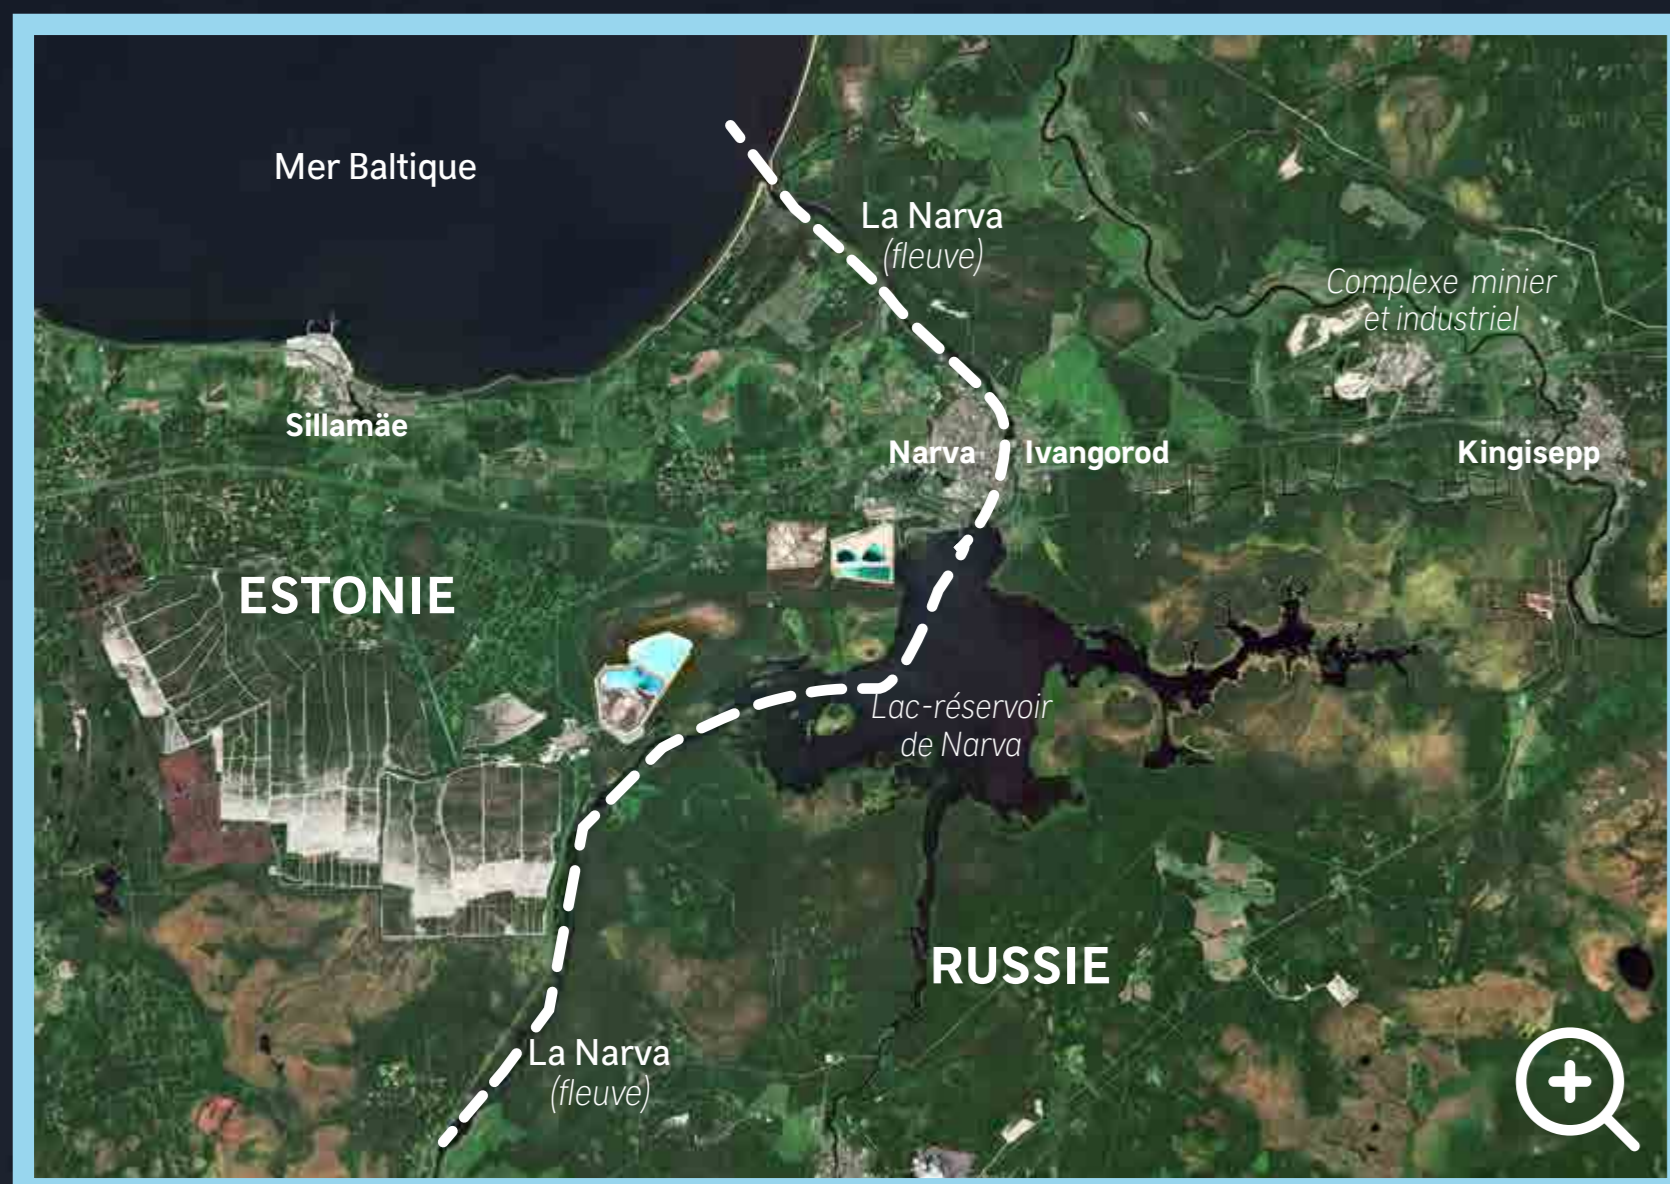 Mer Baltique
La Narva
(fleuve)
Complexe minier
et industriel
Sillamäe
Narva
Ivangorod
Kingisepp
ESTONIE
Lac-réservoir
de Narva
RUSSIE
La Narva
(fleuve)